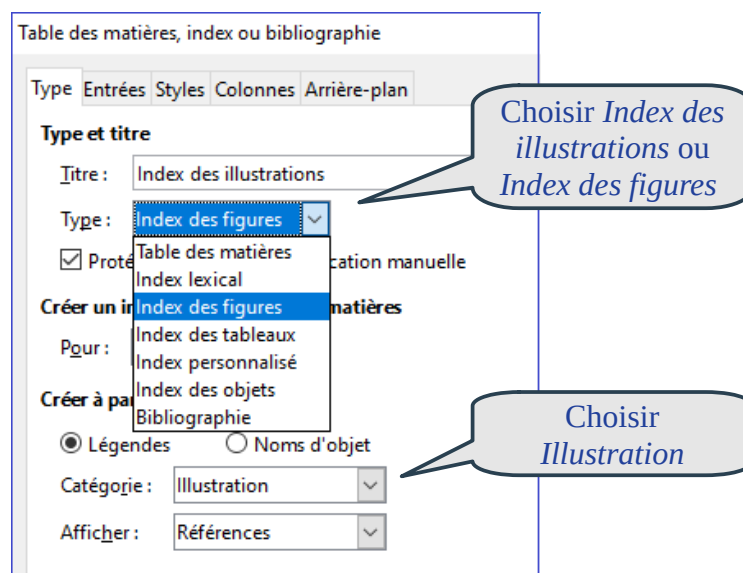 Table des matières, index ou bibliographie
Type Entrées Styles Colonnes Arrière-plan
Type et titre
Choisir Index des
illustrations ou
Index des figures
Titre : Index des illustrations
Type : Index des figures
Table des matières
Proté cation manuelle
Index lexical
Créer un in Index des figures matières
Index des tableaux
Pour :
Index personnalisé
Index des objets
Créer à pa
Bibliographie
Légendes Noms d'objet
Choisir
Illustration
Catégorie : Illustration
Afficher : Références